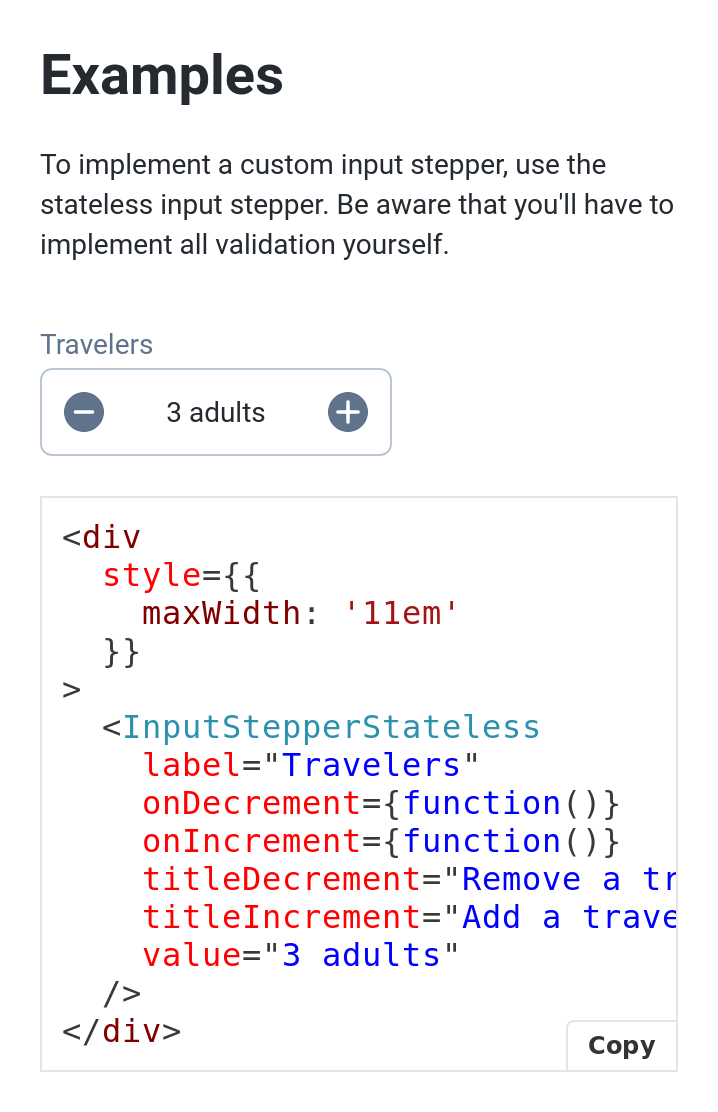 Examples
To implement a custom input stepper, use the
stateless input stepper. Be aware that you'll have to
implement all validation yourself.
Travelers
3 adults
<div
  style={{
    maxWidth: '11em'
  }}
>
  <InputStepperStateless
    label="Travelers"
    onDecrement={function()}
    onIncrement={function()}
    titleDecrement="Remove a tr
    titleIncrement="Add a trave
    value="3 adults"
  />
</div>
Copy